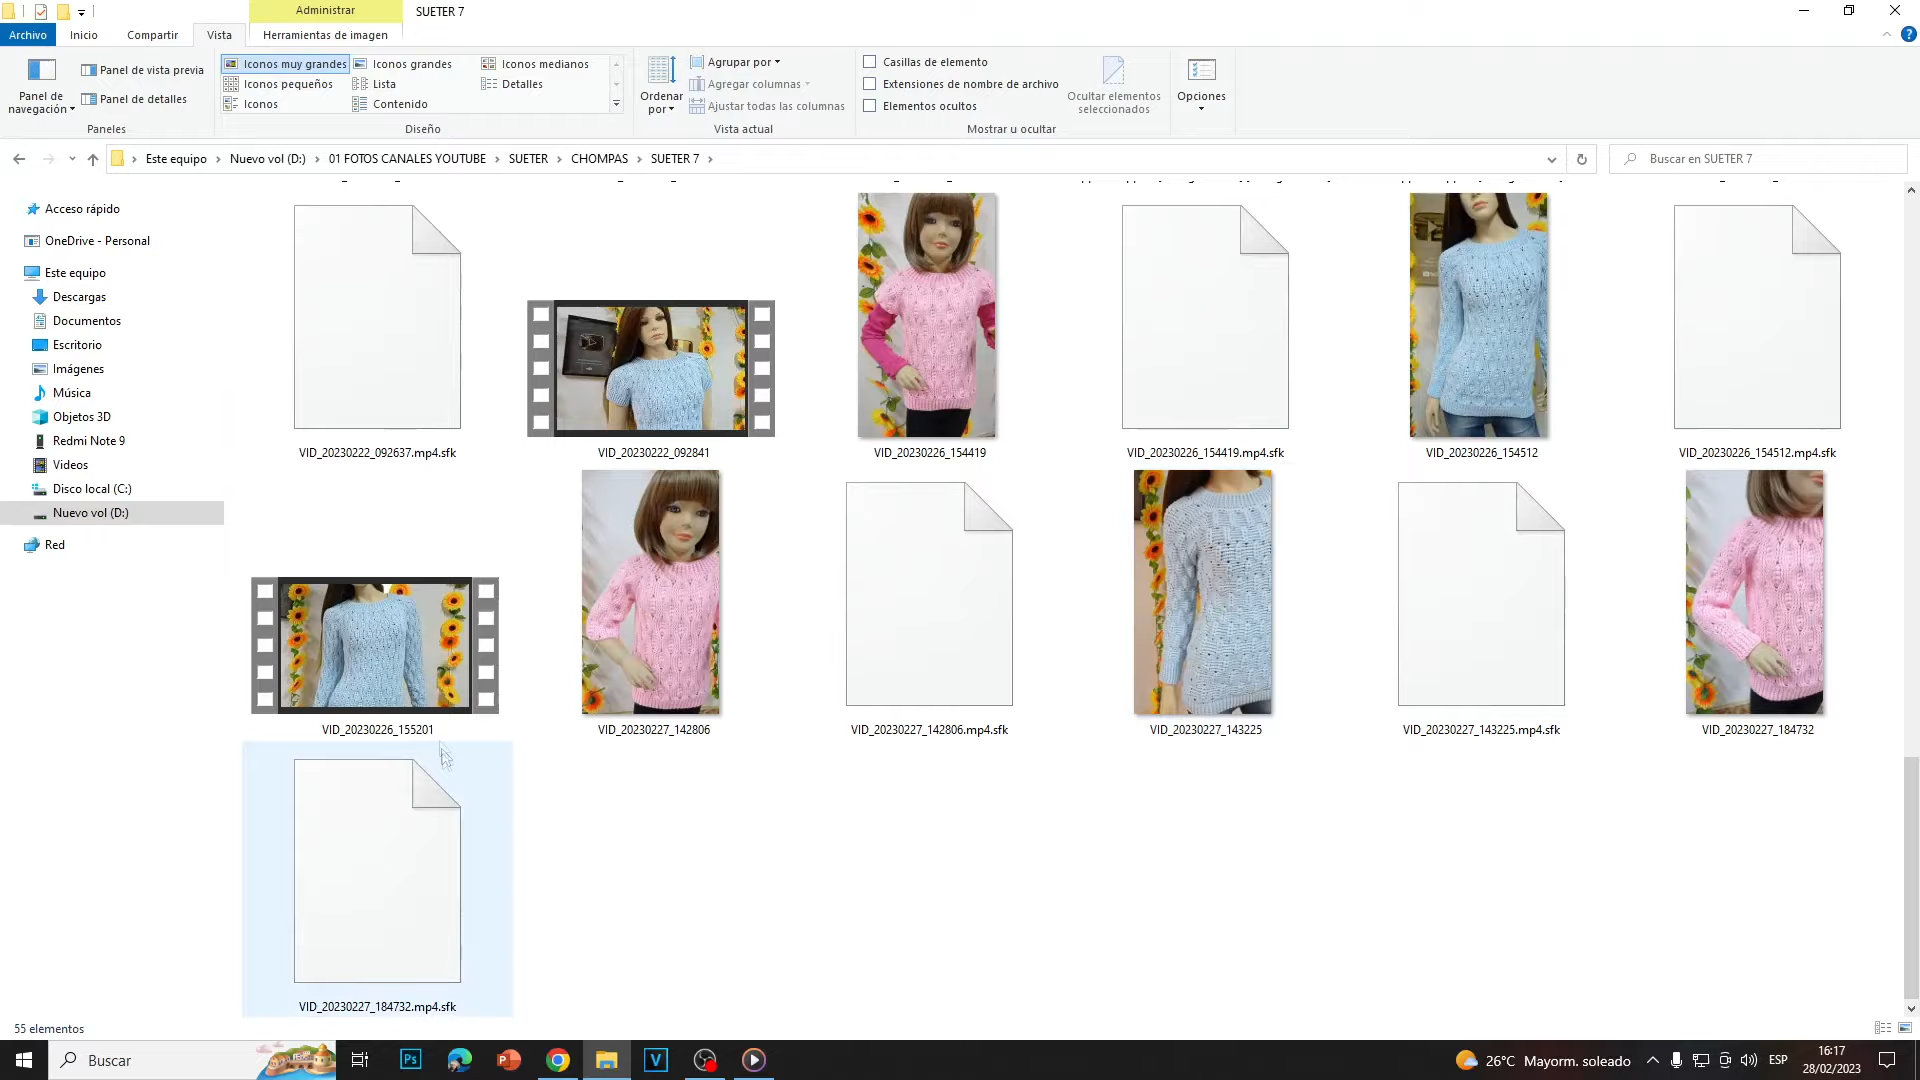 Administrar
SUETER 7
Archivo
Inicio
Compartir
Vista
Herramientas de imagen
Panel de navegación
Panel de vista previa
Panel de detalles
Paneles
Iconos muy grandes
Iconos grandes
Iconos medianos
Iconos pequeños
Lista
Detalles
Iconos
Contenido
Diseño
Ordenar por
Agrupar por
Agregar columnas
Ajustar todas las columnas
Vista actual
Casillas de elemento
Extensiones de nombre de archivo
Elementos ocultos
Ocultar elementos seleccionados
Mostrar u ocultar
Opciones
Este equipo > Nuevo vol (D:) > 01 FOTOS CANALES YOUTUBE > SUETER > CHOMPAS > SUETER 7 >
Buscar en SUETER 7
Acceso rápido
OneDrive - Personal
Este equipo
Descargas
Documentos
Escritorio
Imágenes
Música
Objetos 3D
Redmi Note 9
Videos
Disco local (C:)
Nuevo vol (D:)
Red
VID_20230222_092637.mp4.sfk
VID_20230222_092841
VID_20230226_154419
VID_20230226_154419.mp4.sfk
VID_20230226_154512
VID_20230226_154512.mp4.sfk
VID_20230226_155201
VID_20230227_142806
VID_20230227_142806.mp4.sfk
VID_20230227_143225
VID_20230227_143225.mp4.sfk
VID_20230227_184732
VID_20230227_184732.mp4.sfk
55 elementos
Buscar
Ps
P
V
26°C Mayorm. soleado
ESP
16:17
28/02/2023